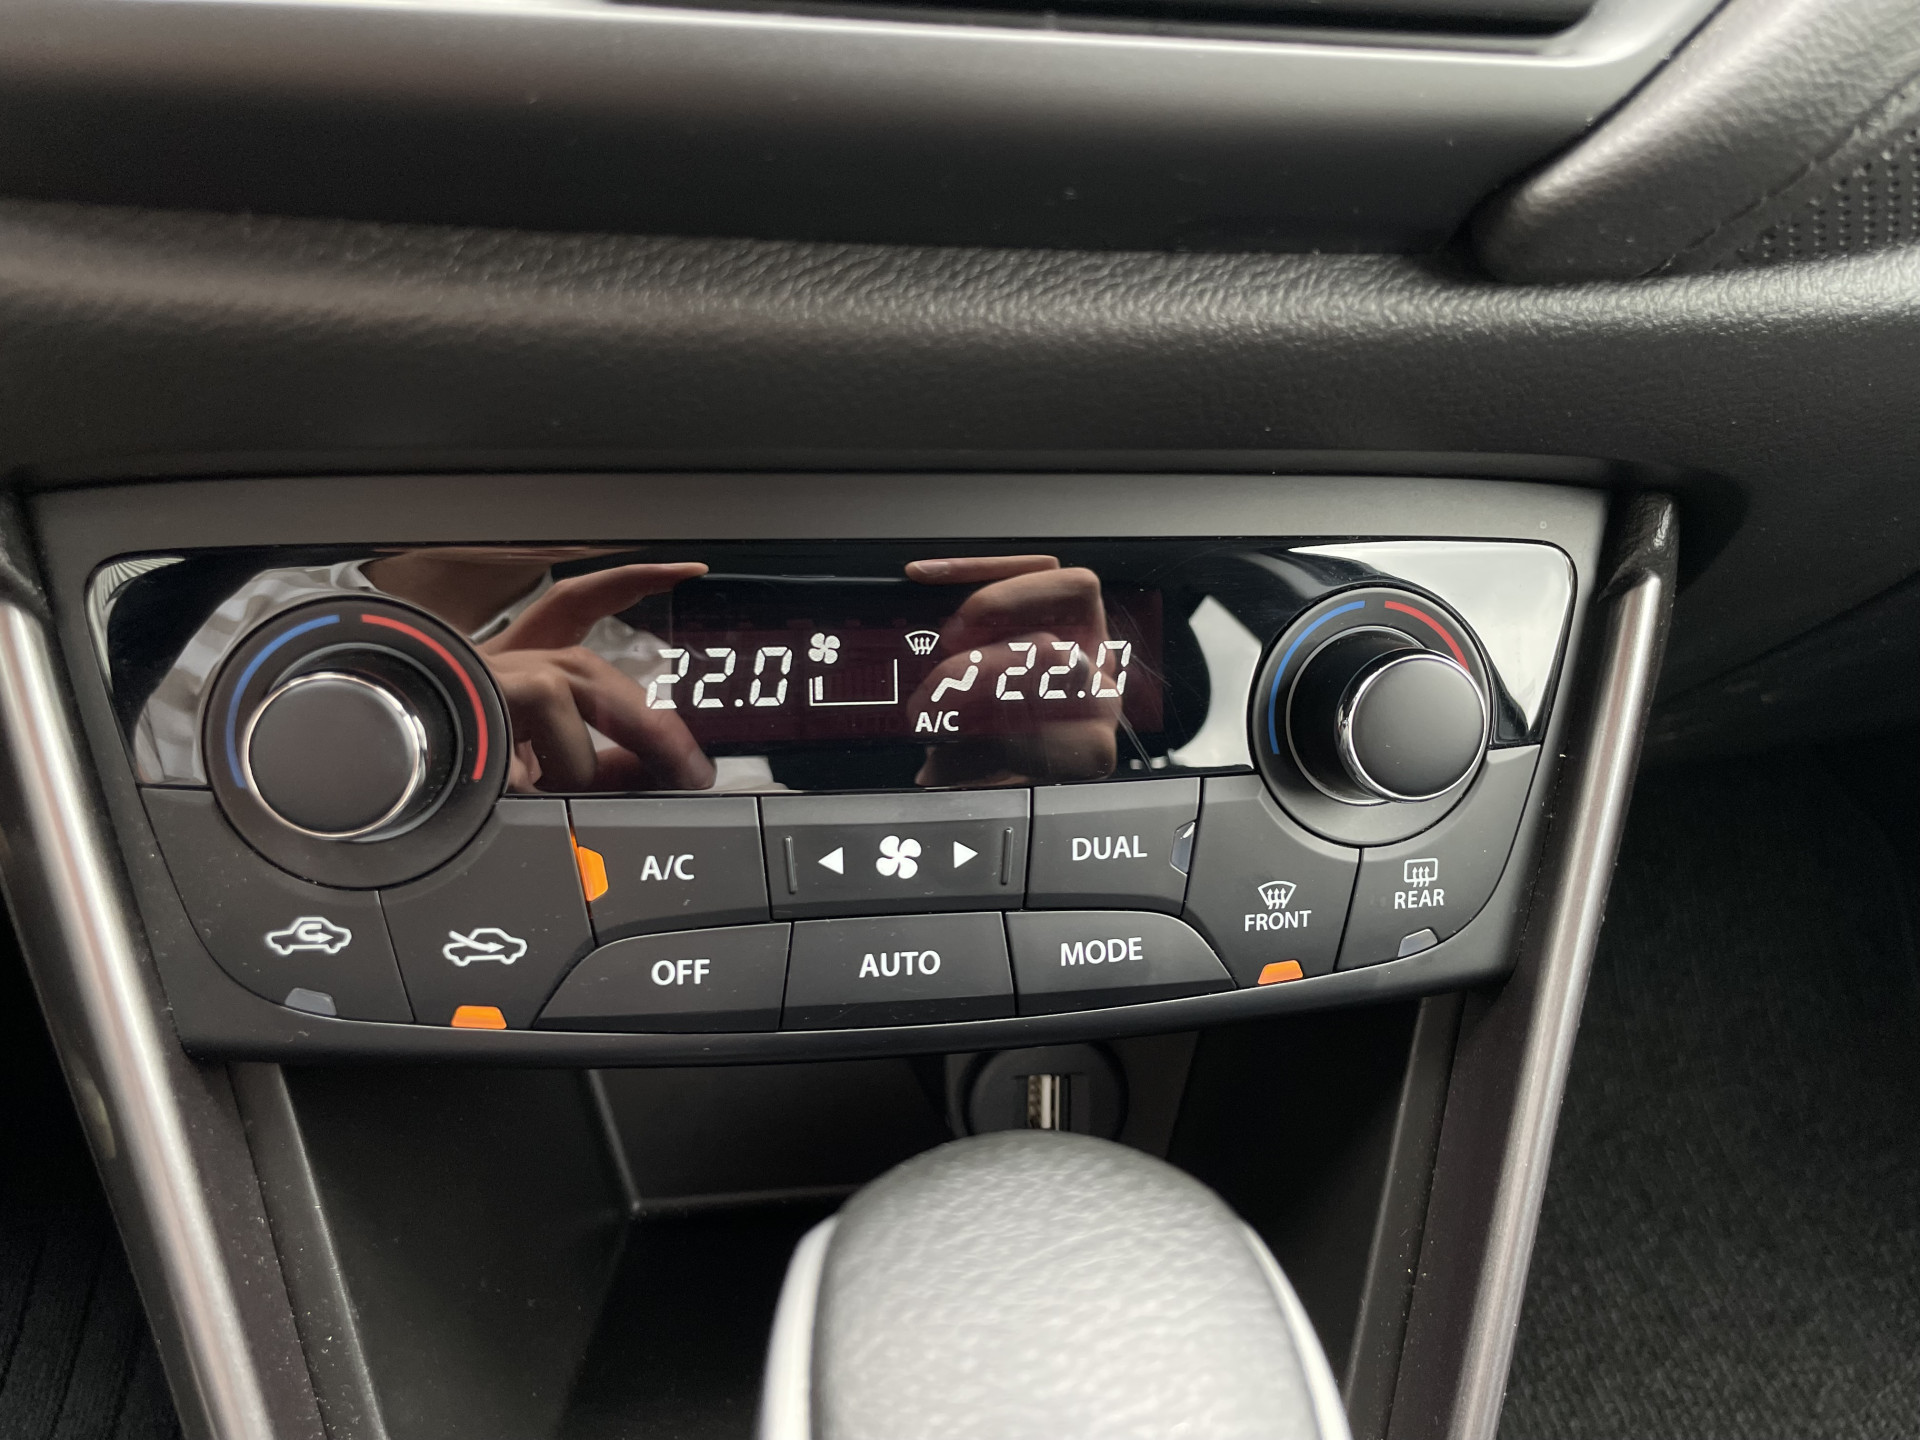 22.0
22.0
A/C
A/C
DUAL
OFF
AUTO
MODE
FRONT
REAR